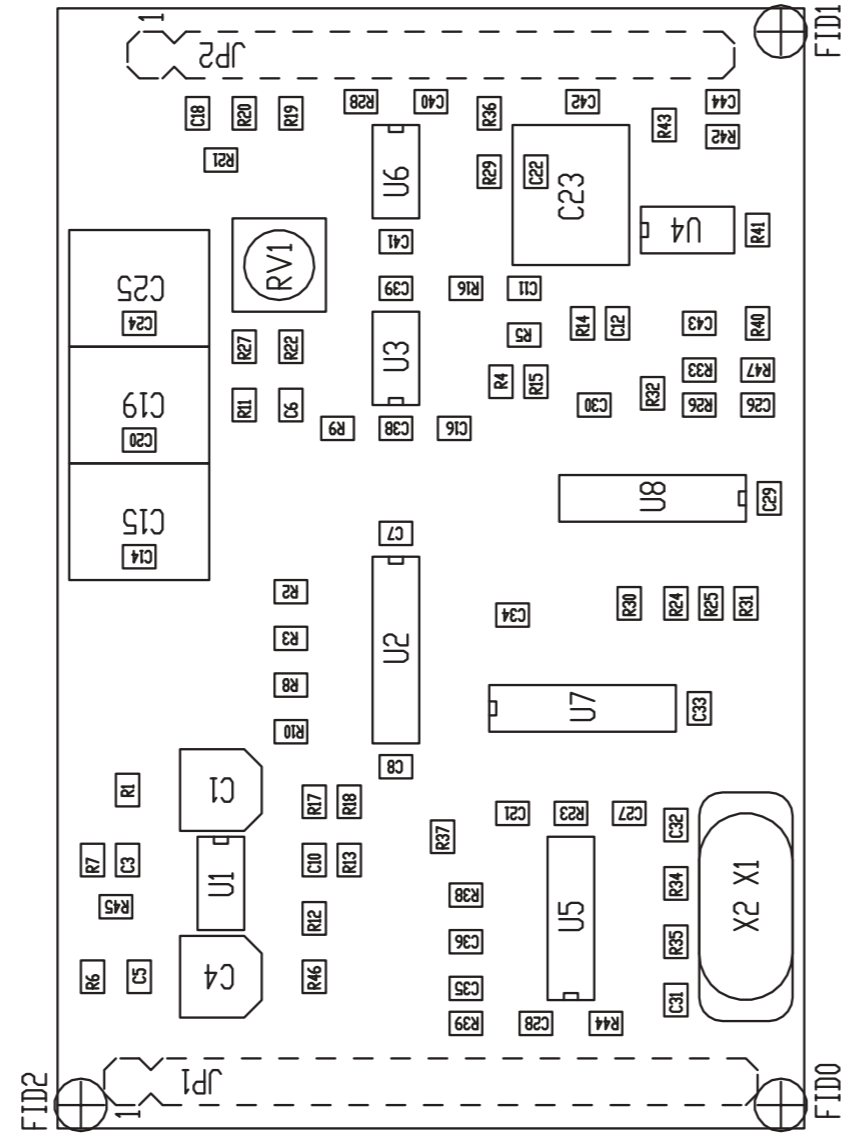 1
FID1
JP2
C18
R20
R19
R28
C40
R36
C42
C44
R43
R42
R21
U6
R29
C22
C23
U4
R41
C41
RV1
C25
C24
C39
R16
C11
R5
R14
C12
C43
R40
R27
R22
U3
R4
R15
R33
R47
C19
C20
R11
C6
R9
C38
C16
C30
R32
R26
C26
U8
C29
C15
C14
C7
R2
R3
R8
R10
U2
C34
R30
R24
R25
R31
U7
C33
C8
R1
C1
R17
R18
C21
R23
C27
C32
R37
R7
C3
U1
C10
R13
R45
R12
R38
C36
U5
R34
R35
X2 X1
R6
C5
C4
R46
C35
R39
C28
R44
C31
JP1
1
FID2
FID0